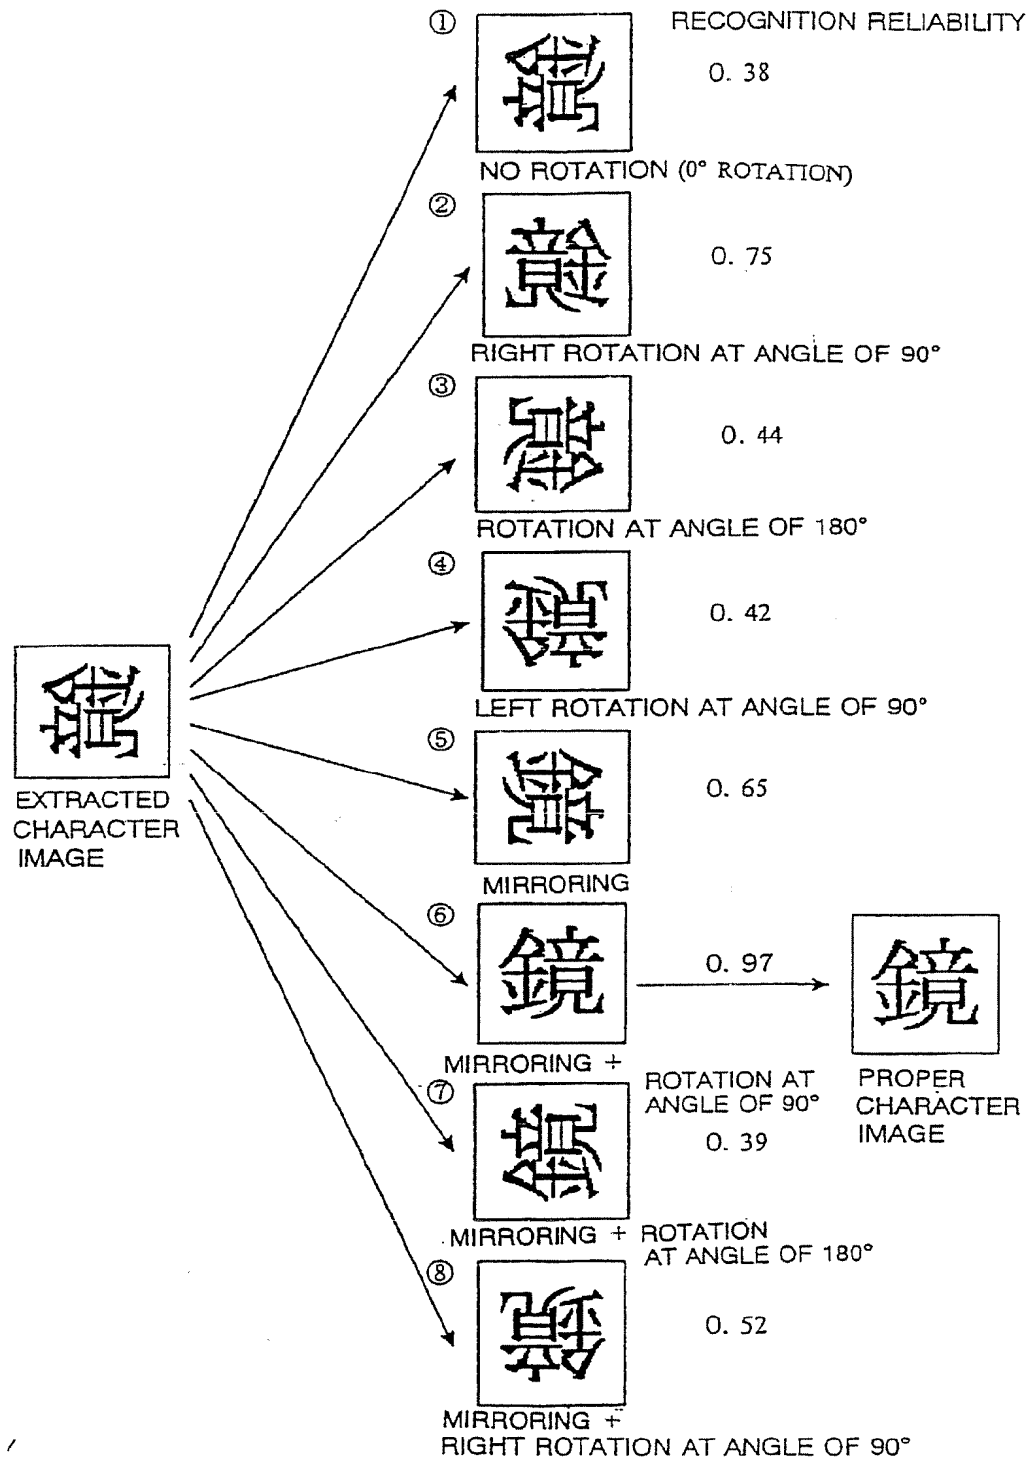 ① RECOGNITION RELIABILITY
0. 38
NO ROTATION (0° ROTATION)
②
0. 75
RIGHT ROTATION AT ANGLE OF 90°
③
0. 44
ROTATION AT ANGLE OF 180°
④
0. 42
LEFT ROTATION AT ANGLE OF 90°
⑤
0. 65
MIRRORING
EXTRACTED
CHARACTER
IMAGE
⑥
鏡
0. 97
鏡
MIRRORING +
ROTATION AT
ANGLE OF 90°
PROPER
CHARACTER
IMAGE
⑦
0. 39
MIRRORING + ROTATION
AT ANGLE OF 180°
⑧
0. 52
MIRRORING +
RIGHT ROTATION AT ANGLE OF 90°